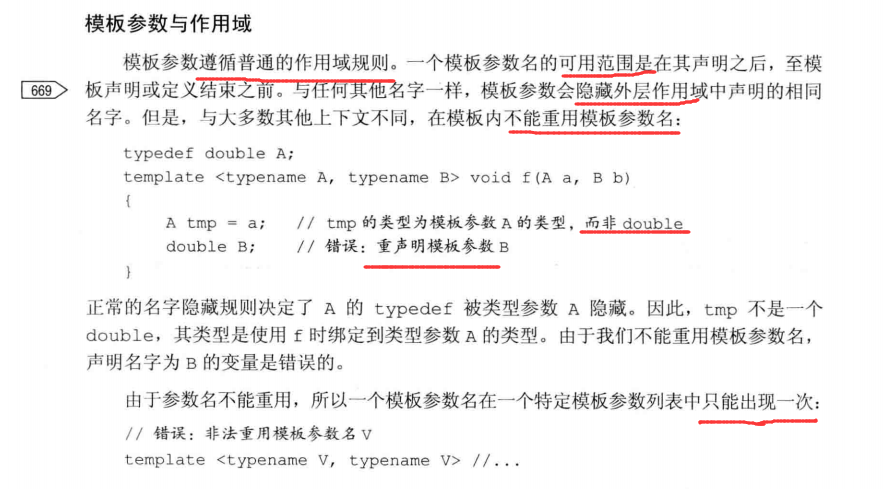 模板参数与作用域
模板参数遵循普通的作用域规则。一个模板参数名的可用范围是在其声明之后，至模
669 板声明或定义结束之前。与任何其他名字一样，模板参数会隐藏外层作用域中声明的相同
名字。但是，与大多数其他上下文不同，在模板内不能重用模板参数名：
typedef double A;
template <typename A, typename B> void f(A a, B b)
{
A tmp = a; // tmp 的类型为模板参数 A 的类型，而非 double
double B; // 错误：重声明模板参数 B
}
正常的名字隐藏规则决定了 A 的 typedef 被类型参数 A 隐藏。因此，tmp 不是一个
double，其类型是使用 f 时绑定到类型参数 A 的类型。由于我们不能重用模板参数名，
声明名字为 B 的变量是错误的。
由于参数名不能重用，所以一个模板参数名在一个特定模板参数列表中只能出现一次：
// 错误：非法重用模板参数名 V
template <typename V, typename V> //...